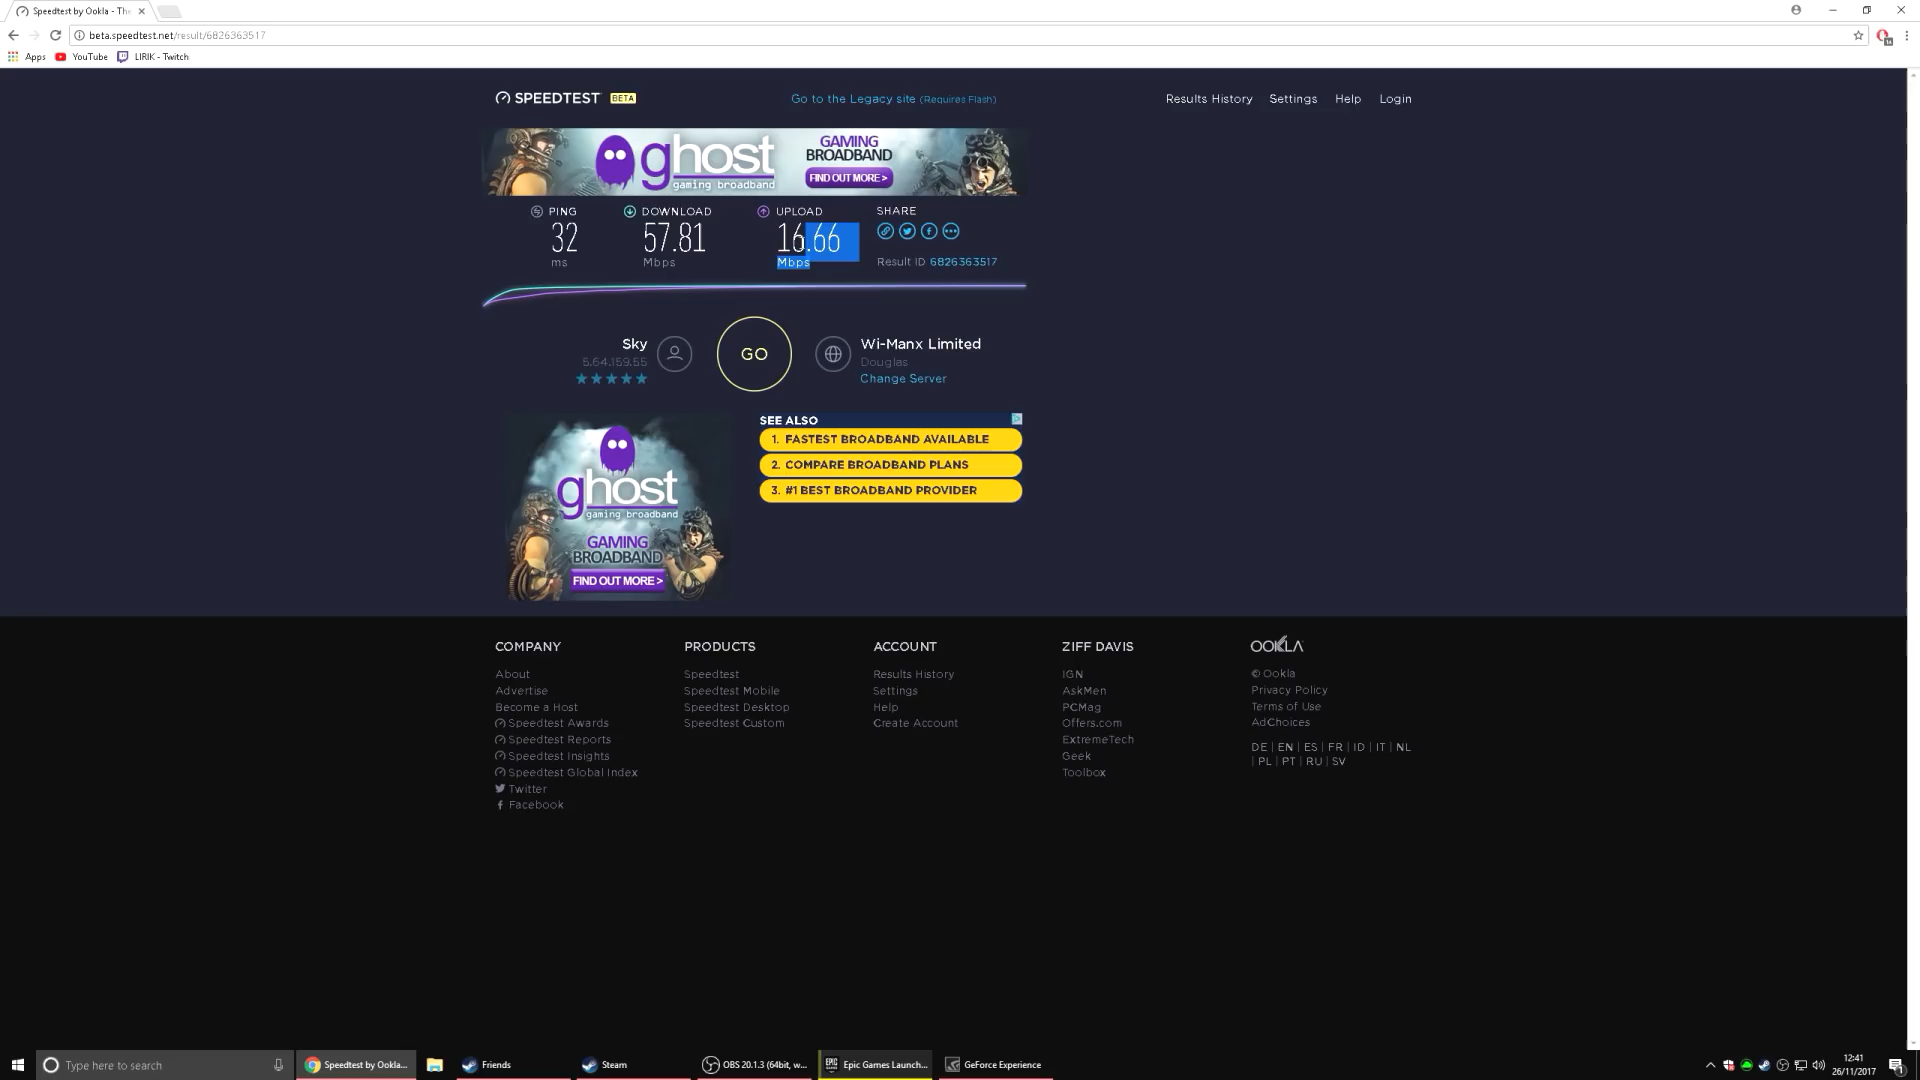 Speedtest by Ookla - The
beta.speedtest.net/result/6826363517
Apps YouTube LIRIK - Twitch
SPEEDTEST BETA
Go to the Legacy site (Requires Flash)
Results History Settings Help Login
ghost
gaming broadband
GAMING
BROADBAND
FIND OUT MORE >
PING DOWNLOAD UPLOAD SHARE
32 57.81 16.66
ms Mbps Mbps Result ID 6826363517
Sky
5.64.159.55
GO
Wi-Manx Limited
Douglas
Change Server
ghost
gaming broadband
GAMING
BROADBAND
FIND OUT MORE >
SEE ALSO
1. FASTEST BROADBAND AVAILABLE
2. COMPARE BROADBAND PLANS
3. #1 BEST BROADBAND PROVIDER
COMPANY
About
Advertise
Become a Host
Speedtest Awards
Speedtest Reports
Speedtest Insights
Speedtest Global Index
Twitter
Facebook
PRODUCTS
Speedtest
Speedtest Mobile
Speedtest Desktop
Speedtest Custom
ACCOUNT
Results History
Settings
Help
Create Account
ZIFF DAVIS
IGN
AskMen
PCMag
Offers.com
ExtremeTech
Geek
Toolbox
OOKLA
© Ookla
Privacy Policy
Terms of Use
AdChoices
DE | EN | ES | FR | ID | IT | NL
| PL | PT | RU | SV
Type here to search
Speedtest by Ookla...
Friends
Steam
OBS 20.1.3 (64bit, w...
EPIC GAMES
Epic Games Launch...
GeForce Experience
12:41
26/11/2017